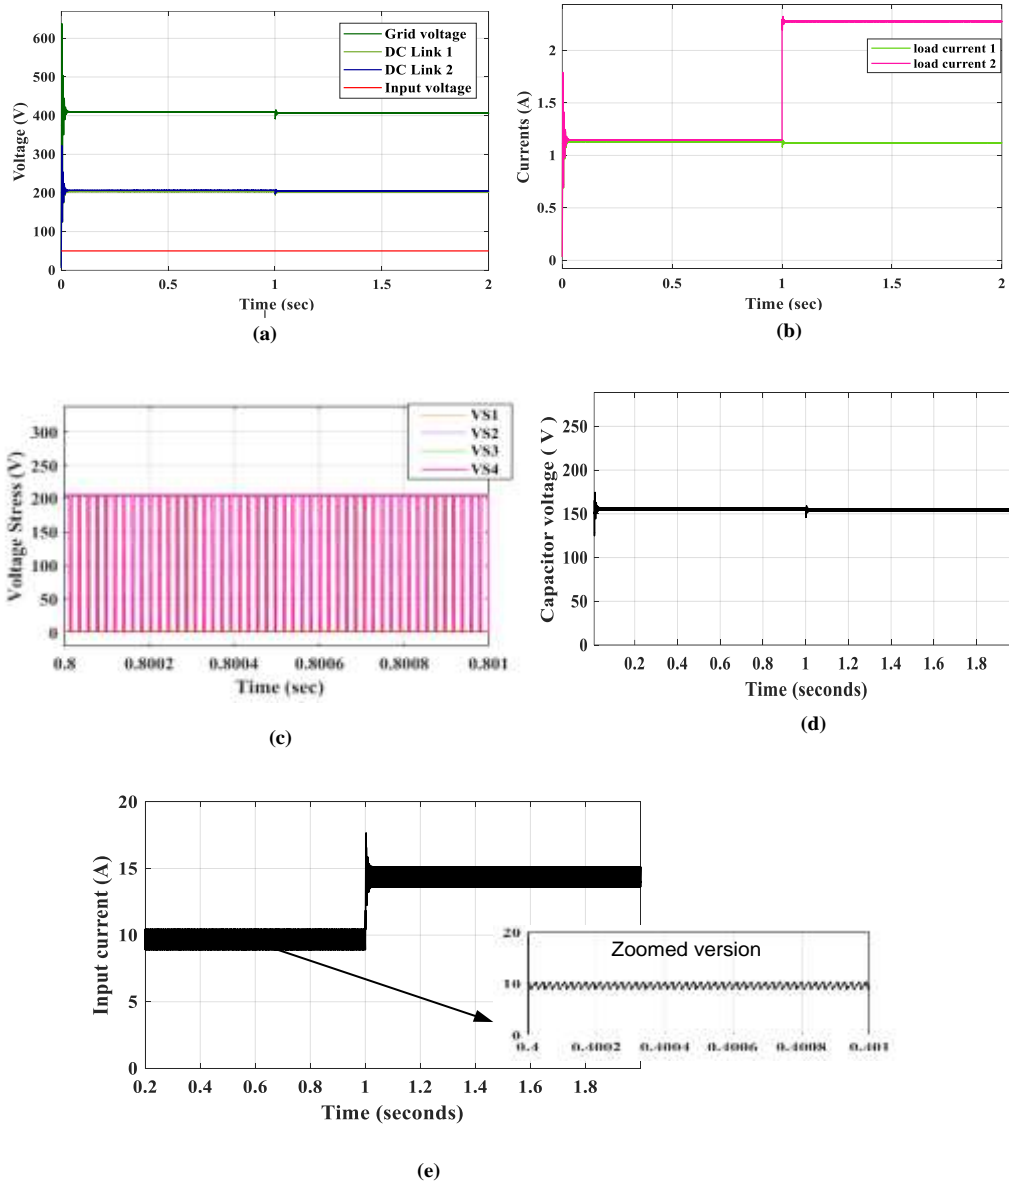 600
500
400
300
200
100
0
Voltage (V)
Grid voltage
DC Link 1
DC Link 2
Input voltage
0 0.5 1 1.5 2
Time (sec)
(a)
2
1.5
1
0.5
0
Currents (A)
load current 1
load current 2
0 0.5 1 1.5 2
Time (sec)
(b)
300
250
200
150
100
50
0
Voltage Stress (V)
VS1
VS2
VS3
VS4
0.8 0.8002 0.8004 0.8006 0.8008 0.801
Time (sec)
(c)
250
200
150
100
50
0
Capacitor voltage ( V )
0.2 0.4 0.6 0.8 1 1.2 1.4 1.6 1.8
Time (seconds)
(d)
20
15
10
5
0
Input current (A)
0.2 0.4 0.6 0.8 1 1.2 1.4 1.6 1.8
Time (seconds)
Zoomed version
20
10
0
0.4 0.4002 0.4004 0.4006 0.4008 0.401
(e)